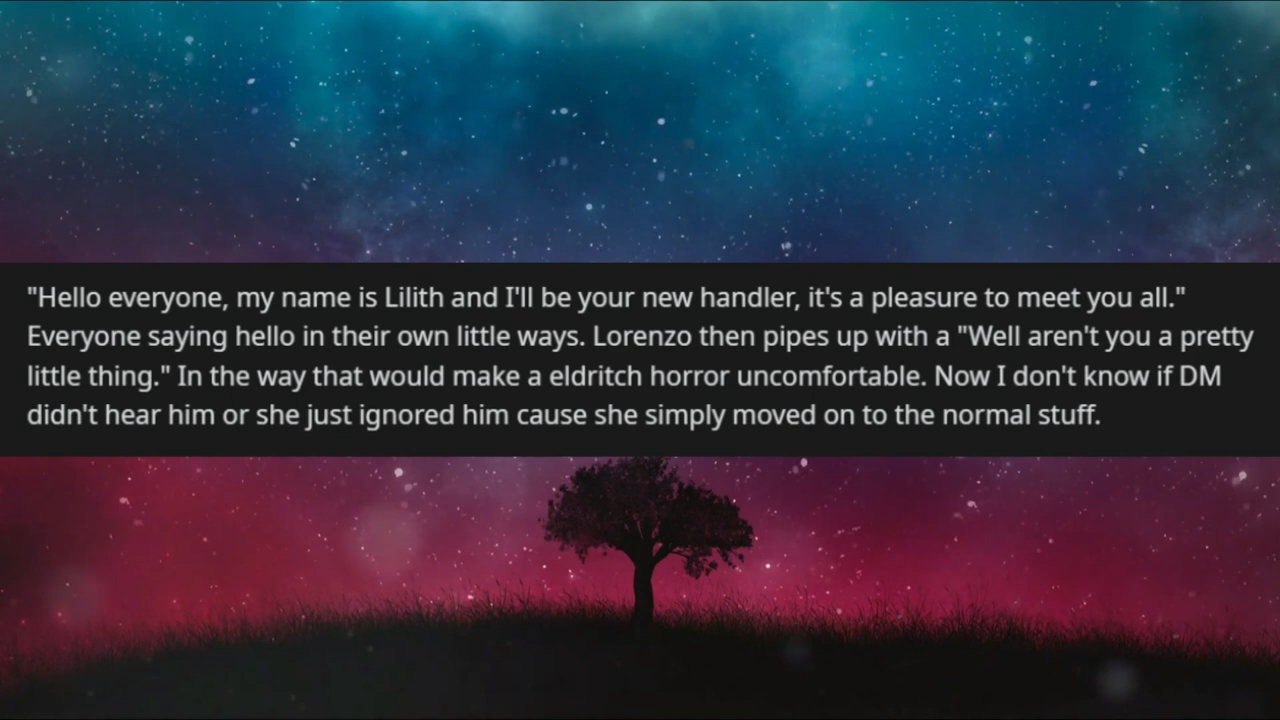 "Hello everyone, my name is Lilith and I'll be your new handler, it's a pleasure to meet you all."
Everyone saying hello in their own little ways. Lorenzo then pipes up with a "Well aren't you a pretty
little thing." In the way that would make a eldritch horror uncomfortable. Now I don't know if DM
didn't hear him or she just ignored him cause she simply moved on to the normal stuff.